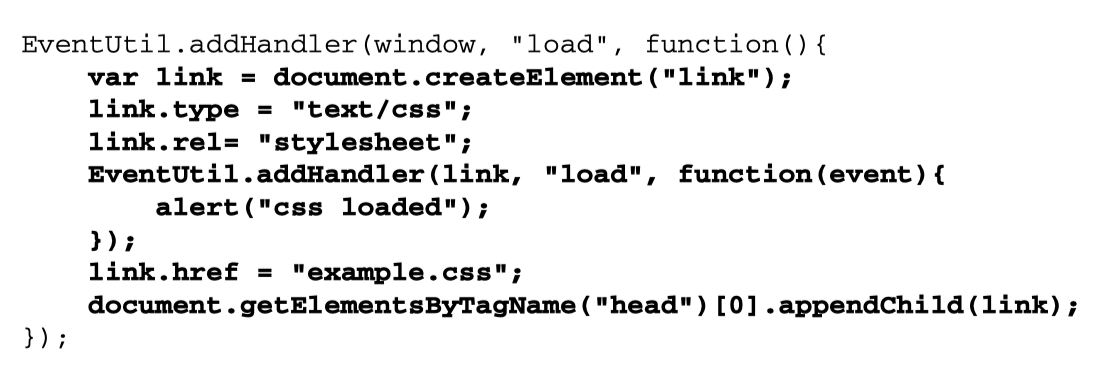 EventUtil.addHandler(window, "load", function(){
    var link = document.createElement("link");
    link.type = "text/css";
    link.rel= "stylesheet";
    EventUtil.addHandler(link, "load", function(event){
        alert("css loaded");
    });
    link.href = "example.css";
    document.getElementsByTagName("head")[0].appendChild(link);
});